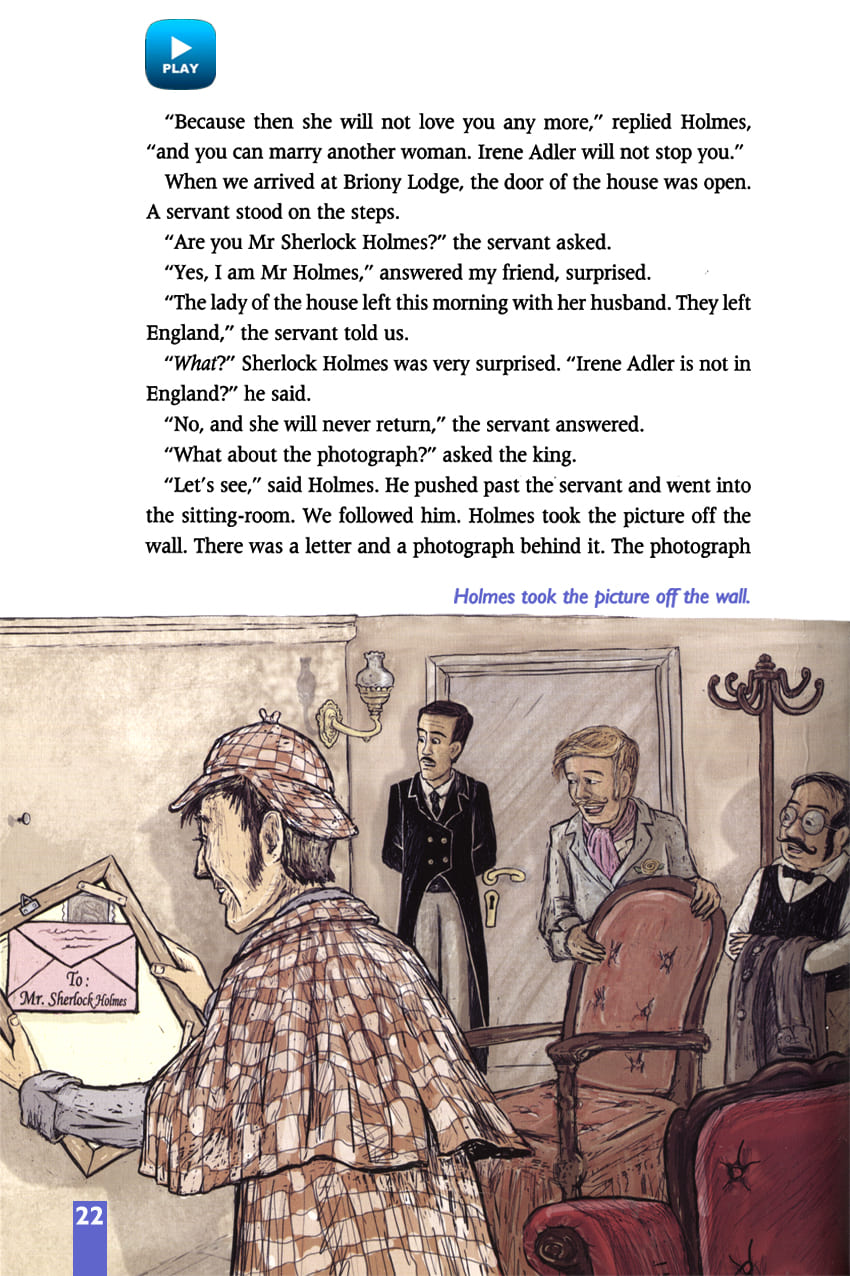 PLAY
“Because then she will not love you any more,” replied Holmes,
“and you can marry another woman. Irene Adler will not stop you.”
When we arrived at Briony Lodge, the door of the house was open.
A servant stood on the steps.
“Are you Mr Sherlock Holmes?” the servant asked.
“Yes, I am Mr Holmes,” answered my friend, surprised.
“The lady of the house left this morning with her husband. They left
England,” the servant told us.
“What?” Sherlock Holmes was very surprised. “Irene Adler is not in
England?” he said.
“No, and she will never return,” the servant answered.
“What about the photograph?” asked the king.
“Let’s see,” said Holmes. He pushed past the servant and went into
the sitting-room. We followed him. Holmes took the picture off the
wall. There was a letter and a photograph behind it. The photograph
Holmes took the picture off the wall.
To:
Mr. Sherlock Holmes
22